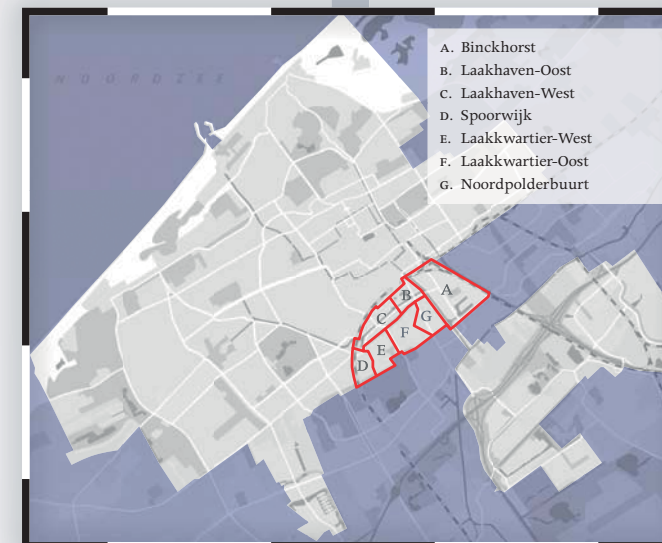 A. Binckhorst
B. Laakhaven-Oost
C. Laakhaven-West
D. Spoorwijk
E. Laakkwartier-West
F. Laakkwartier-Oost
G. Noordpolderbuurt
NOORDZEE
A
B
C
G
F
E
D